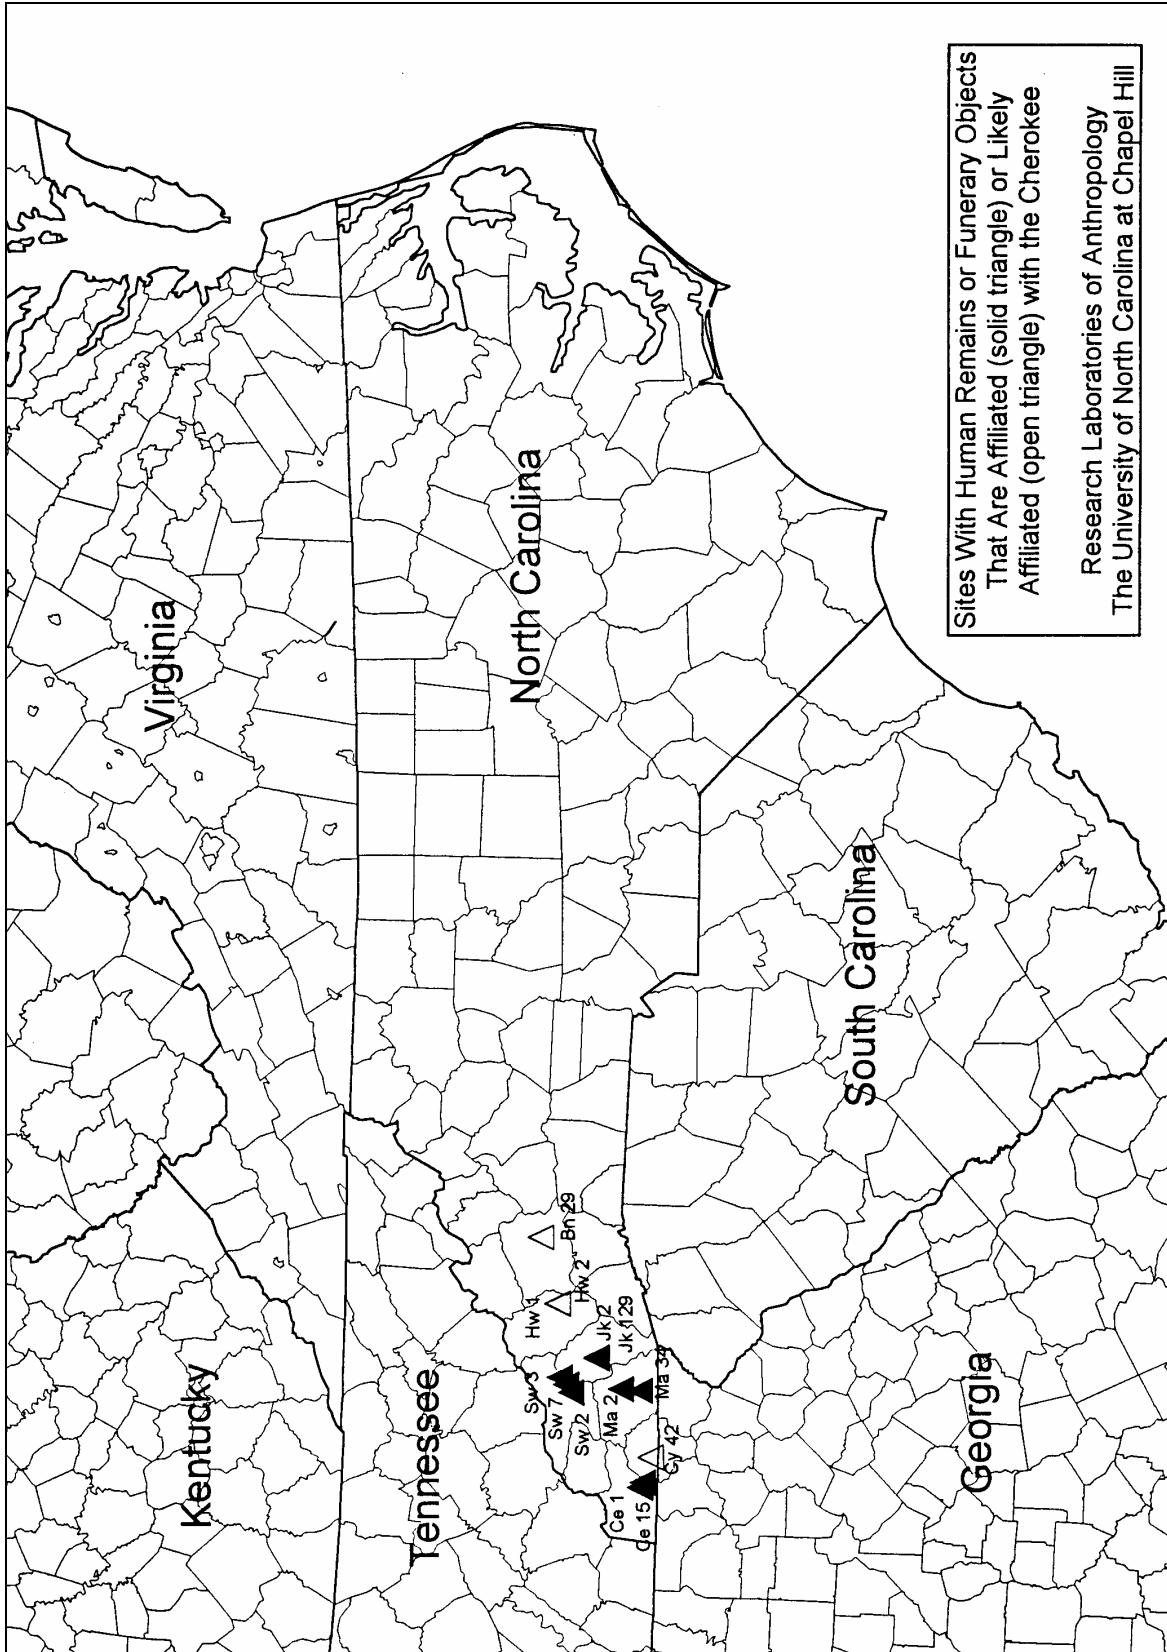 Virginia
Kentucky
Tennessee
North Carolina
South Carolina
Georgia
Hw 1
Bn 29
Hw 2
Sw 3
Sw 7
Sw 2
Jk 2
Jk 129
Ma 2
Ma 34
Ce 1
Ce 15
Cy 42
Sites With Human Remains or Funerary Objects
That Are Affiliated (solid triangle) or Likely
Affiliated (open triangle) with the Cherokee
Research Laboratories of Anthropology
The University of North Carolina at Chapel Hill